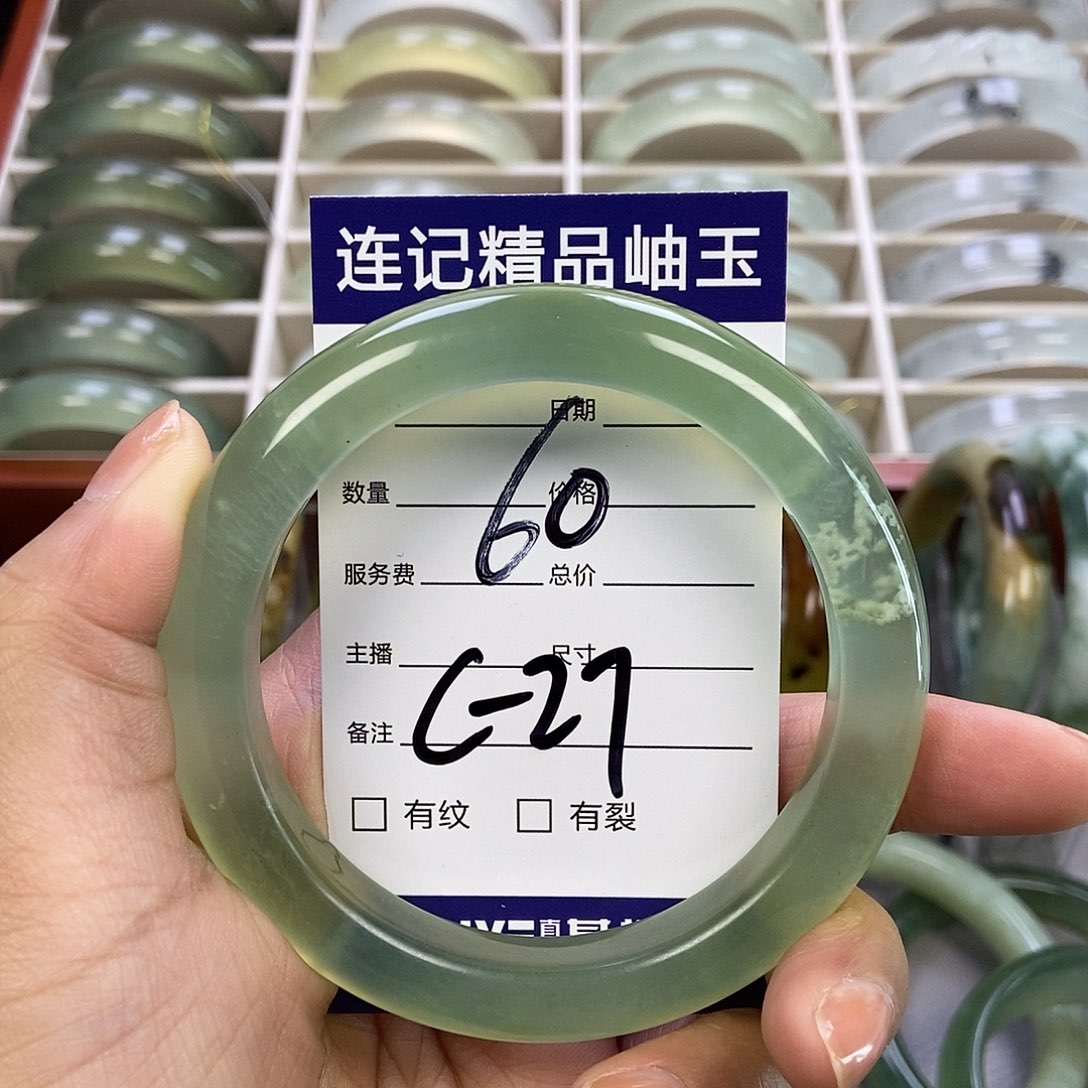 连记精品岫玉
日期
数量 60 价格
服务费 总价
主播 尺寸
C-27
备注
有纹 有裂